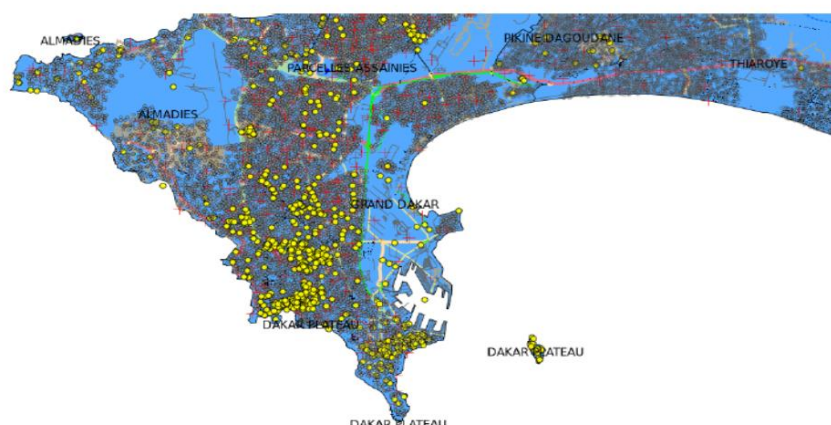 ALMADIES
PIKINE DAGOUDANE
PARCELLES ASSAINIES
THIAROYE
ALMADIES
GRAND DAKAR
DAKAR PLATEAU
DAKAR PLATEAU
DAKAR PLATEAU